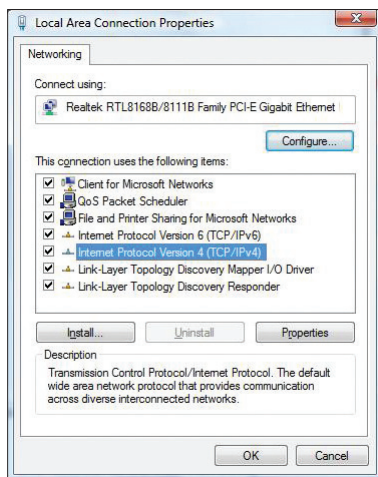 Local Area Connection Properties
Networking
Connect using:
Realtek RTL8168B/8111B Family PCI-E Gigabit Ethernet
Configure...
This connection uses the following items:
Client for Microsoft Networks
QoS Packet Scheduler
File and Printer Sharing for Microsoft Networks
Internet Protocol Version 6 (TCP/IPv6)
Internet Protocol Version 4 (TCP/IPv4)
Link-Layer Topology Discovery Mapper I/O Driver
Link-Layer Topology Discovery Responder
Install... Uninstall Properties
Description
Transmission Control Protocol/Internet Protocol. The default
wide area network protocol that provides communication
across diverse interconnected networks.
OK Cancel